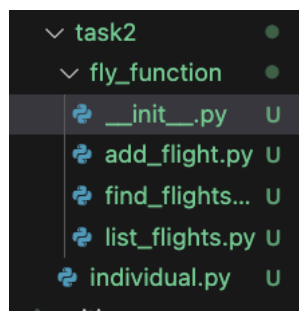 task2
fly_function
__init__.py U
add_flight.py U
find_flights... U
list_flights.py U
individual.py U